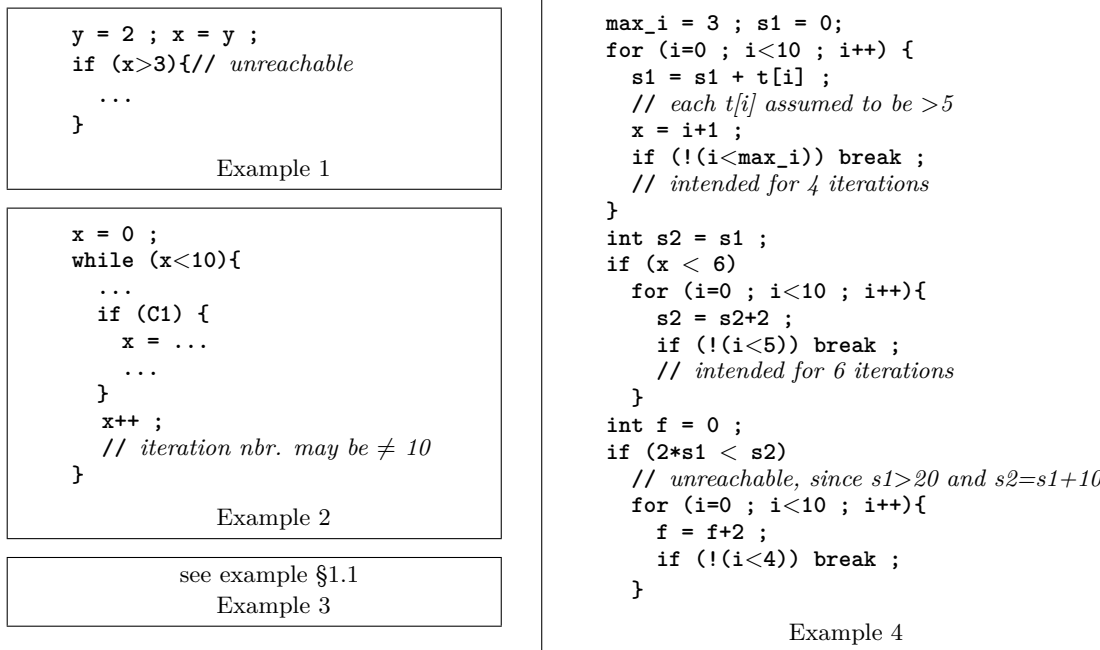 y = 2 ; x = y ;
if (x>3){// unreachable
...
}
Example 1
x = 0 ;
while (x<10){
...
if (C1) {
x = ...
...
}
x++ ;
// iteration nbr. may be ≠ 10
}
Example 2
see example §1.1
Example 3
max_i = 3 ; s1 = 0;
for (i=0 ; i<10 ; i++) {
s1 = s1 + t[i] ;
// each t[i] assumed to be >5
x = i+1 ;
if (!(i<max_i)) break ;
// intended for 4 iterations
}
int s2 = s1 ;
if (x < 6)
for (i=0 ; i<10 ; i++){
s2 = s2+2 ;
if (!(i<5)) break ;
// intended for 6 iterations
}
int f = 0 ;
if (2*s1 < s2)
// unreachable, since s1>20 and s2=s1+10
for (i=0 ; i<10 ; i++){
f = f+2 ;
if (!(i<4)) break ;
}
Example 4